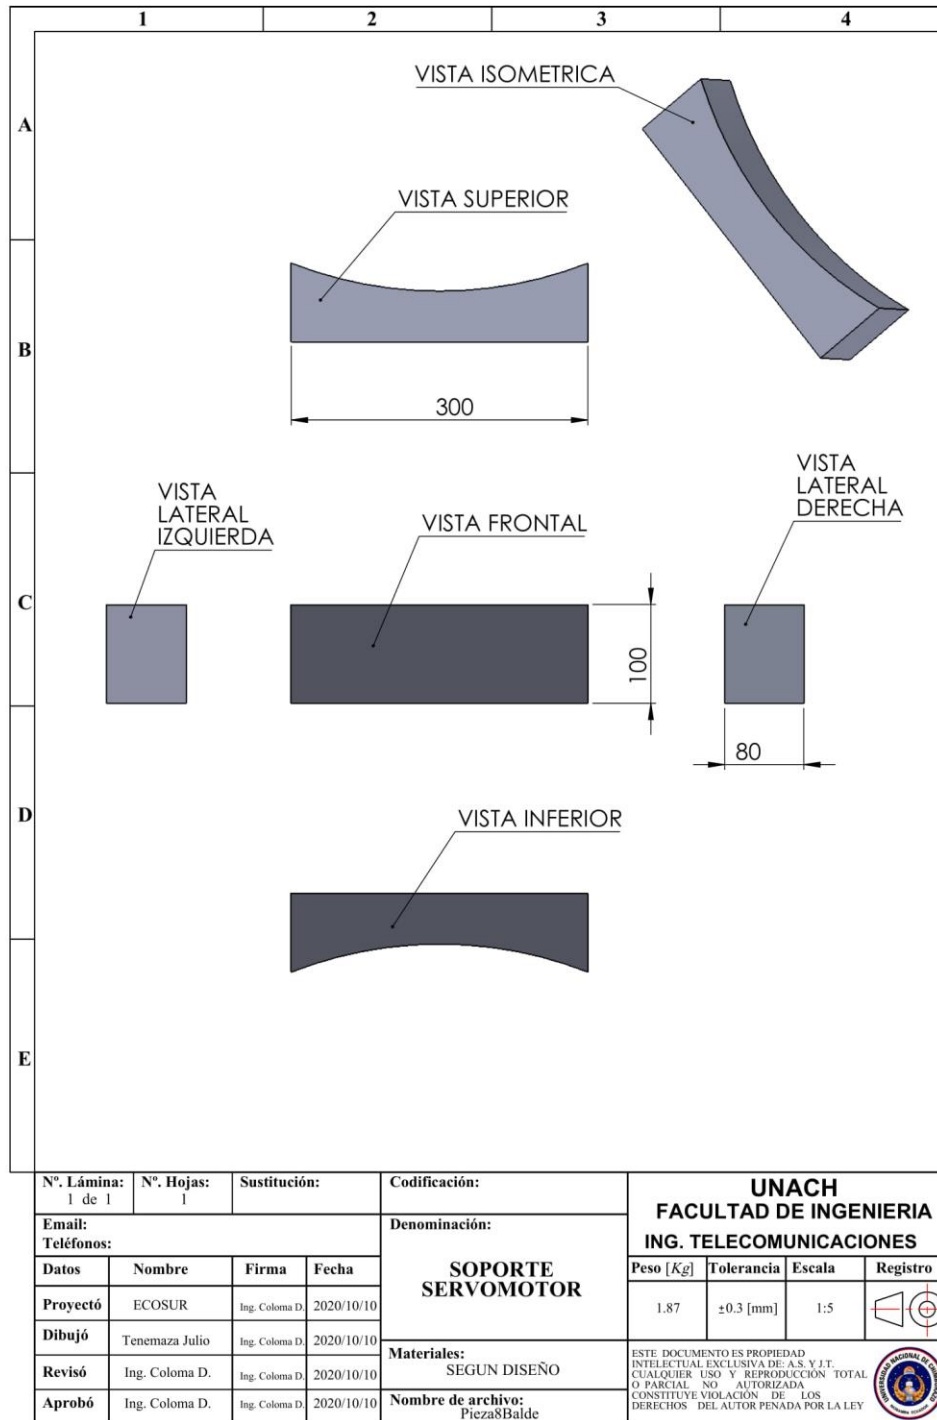 1 2 3 4
A
VISTA ISOMETRICA
VISTA SUPERIOR
B
300
VISTA
LATERAL
IZQUIERDA
VISTA FRONTAL
VISTA
LATERAL
DERECHA
C
100
80
D
VISTA INFERIOR
E
Nº. Lámina:
1 de 1
Nº. Hojas:
1
Sustitución:
Codificación:
UNACH
FACULTAD DE INGENIERIA
ING. TELECOMUNICACIONES
Email:
Teléfonos:
Denominación:
SOPORTE
SERVOMOTOR
Datos Nombre Firma Fecha
Proyectó ECOSUR Ing. Coloma D. 2020/10/10
Dibujó Tenemaza Julio Ing. Coloma D. 2020/10/10
Revisó Ing. Coloma D. Ing. Coloma D. 2020/10/10
Aprobó Ing. Coloma D. Ing. Coloma D. 2020/10/10
Peso [Kg] Tolerancia Escala Registro
1.87 ±0.3 [mm] 1:5
Materiales:
SEGUN DISEÑO
Nombre de archivo:
Pieza8Balde
ESTE DOCUMENTO ES PROPIEDAD
INTELECTUAL EXCLUSIVA DE: A.S. Y J.T.
CUALQUIER USO Y REPRODUCCIÓN TOTAL
O PARCIAL NO AUTORIZADA
CONSTITUYE VIOLACIÓN DE LOS
DERECHOS DEL AUTOR PENADA POR LA LEY